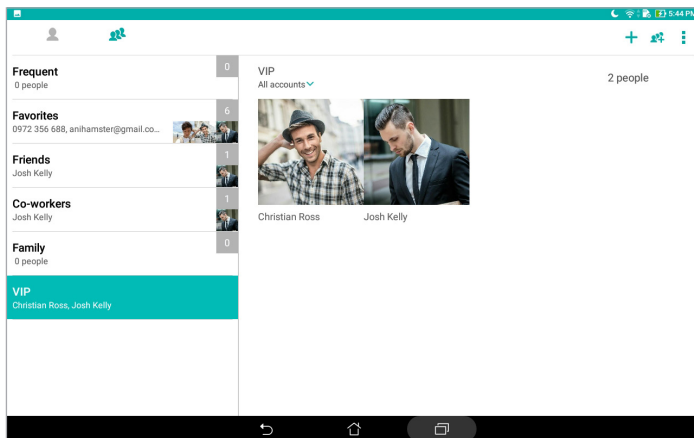 5:44 PM
Frequent
0
0 people
Favorites
6
0972 356 688, anihamster@gmail.co...
Friends
1
Josh Kelly
Co-workers
1
Josh Kelly
Family
0
0 people
VIP
Christian Ross, Josh Kelly
VIP
All accounts
2 people
Christian Ross
Josh Kelly